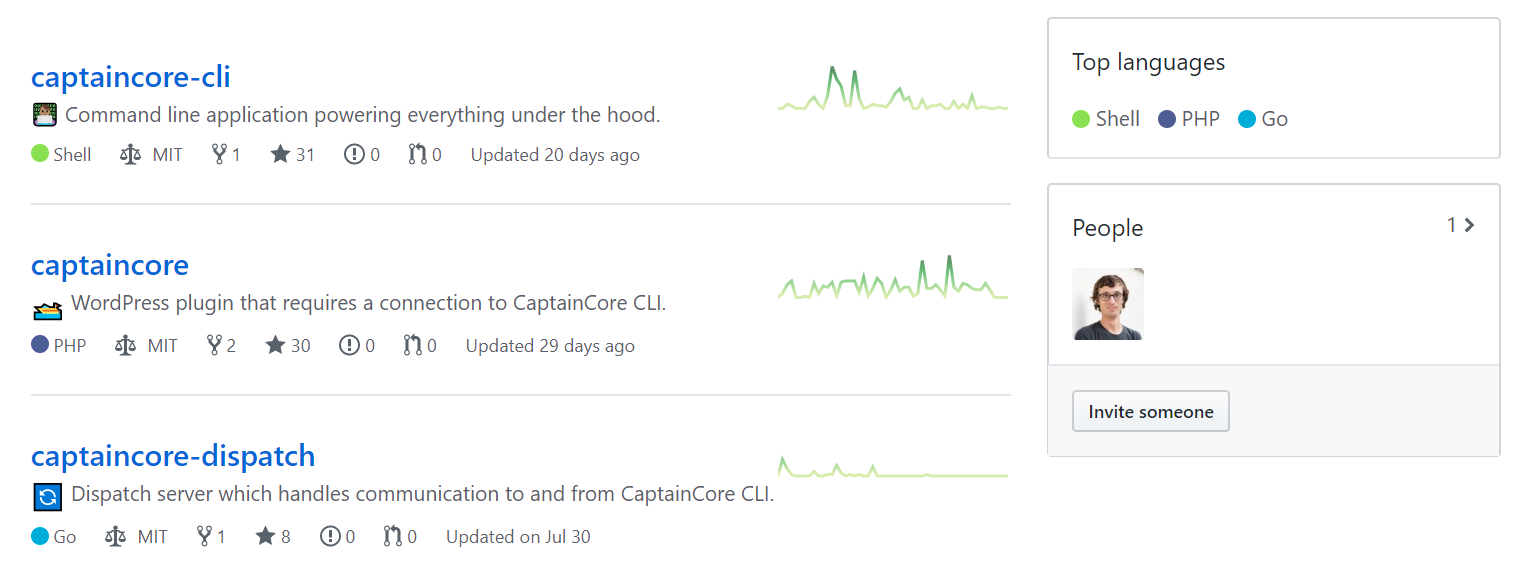 captaincore-cli
Command line application powering everything under the hood.
Shell MIT 1 31 0 0 Updated 20 days ago
captaincore
WordPress plugin that requires a connection to CaptainCore CLI.
PHP MIT 2 30 0 0 Updated 29 days ago
captaincore-dispatch
Dispatch server which handles communication to and from CaptainCore CLI.
Go MIT 1 8 0 0 Updated on Jul 30
Top languages
Shell PHP Go
People 1
Invite someone